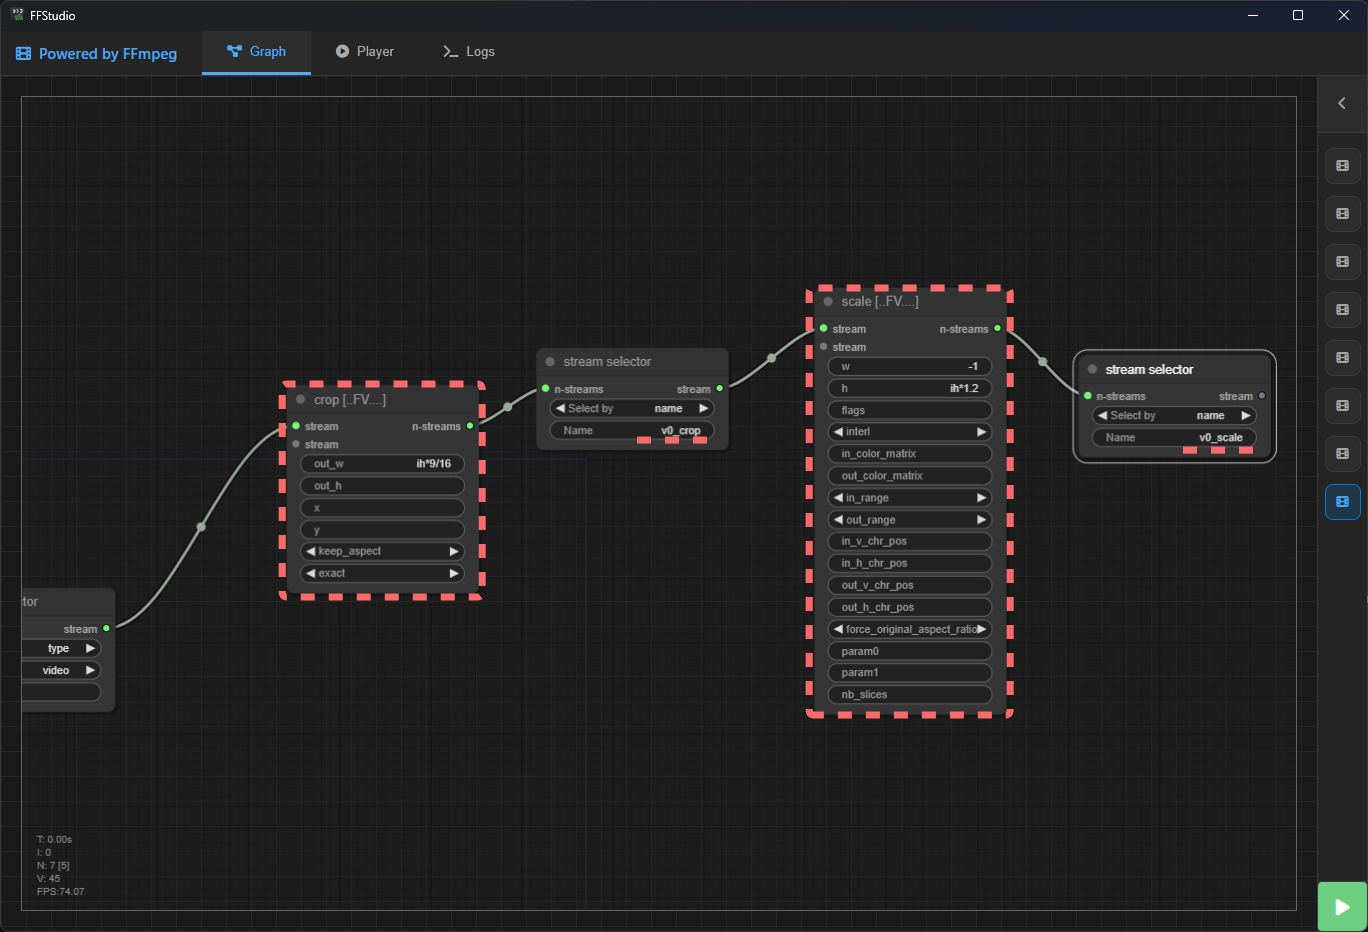 FFStudio
Powered by FFmpeg
Graph
Player
Logs
tor
stream
type
video
crop [..FV....]
stream
n-streams
stream
out_w
ih*9/16
out_h
x
y
keep_aspect
exact
stream selector
n-streams
stream
Select by
name
Name
v0_crop
scale [..FV....]
stream
n-streams
stream
w
-1
h
ih*1.2
flags
interl
in_color_matrix
out_color_matrix
in_range
out_range
in_v_chr_pos
in_h_chr_pos
out_v_chr_pos
out_h_chr_pos
force_original_aspect_ratio
param0
param1
nb_slices
stream selector
n-streams
stream
Select by
name
Name
v0_scale
T: 0.00s
I: 0
N: 7 [5]
V: 45
FPS:74.07